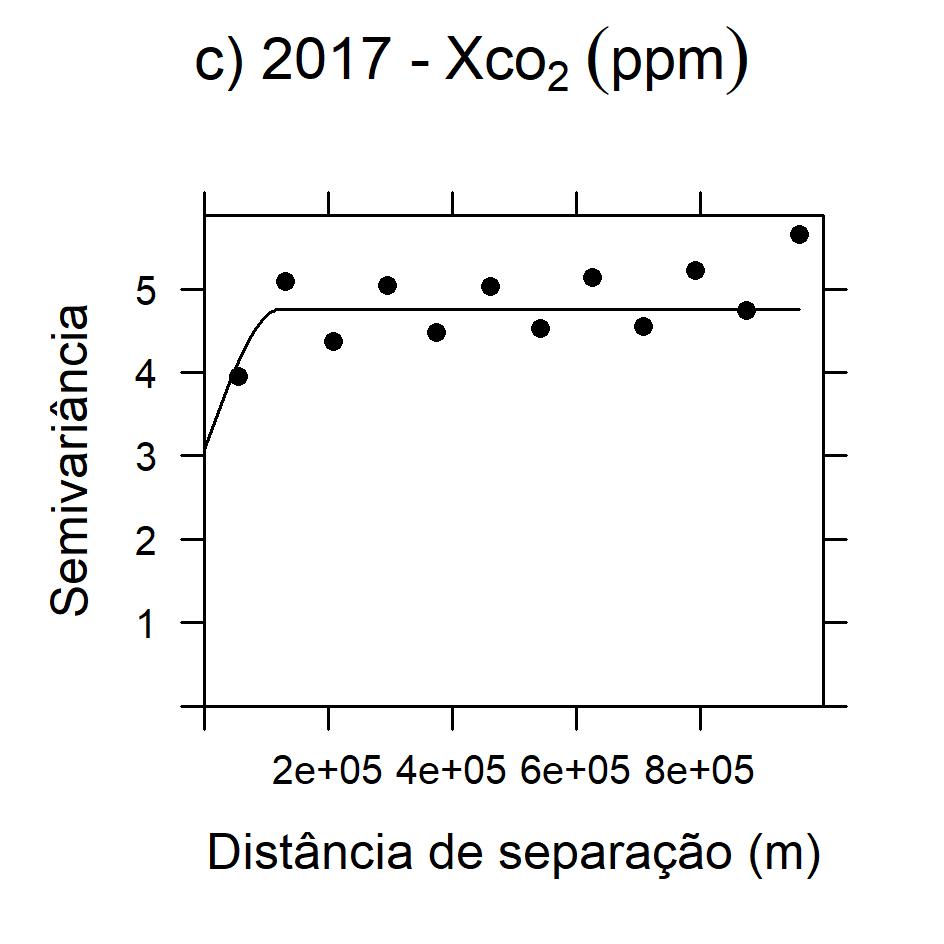 c) 2017 - Xco₂ (ppm)
5
4
3
2
1
Semivariância
2e+05 4e+05 6e+05 8e+05
Distância de separação (m)